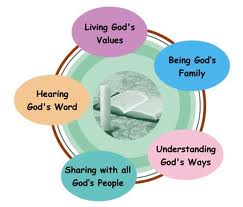 Living God's
Values
Being God's
Family
Understanding
God's Ways
Sharing with all
God's People
Hearing
God's Word